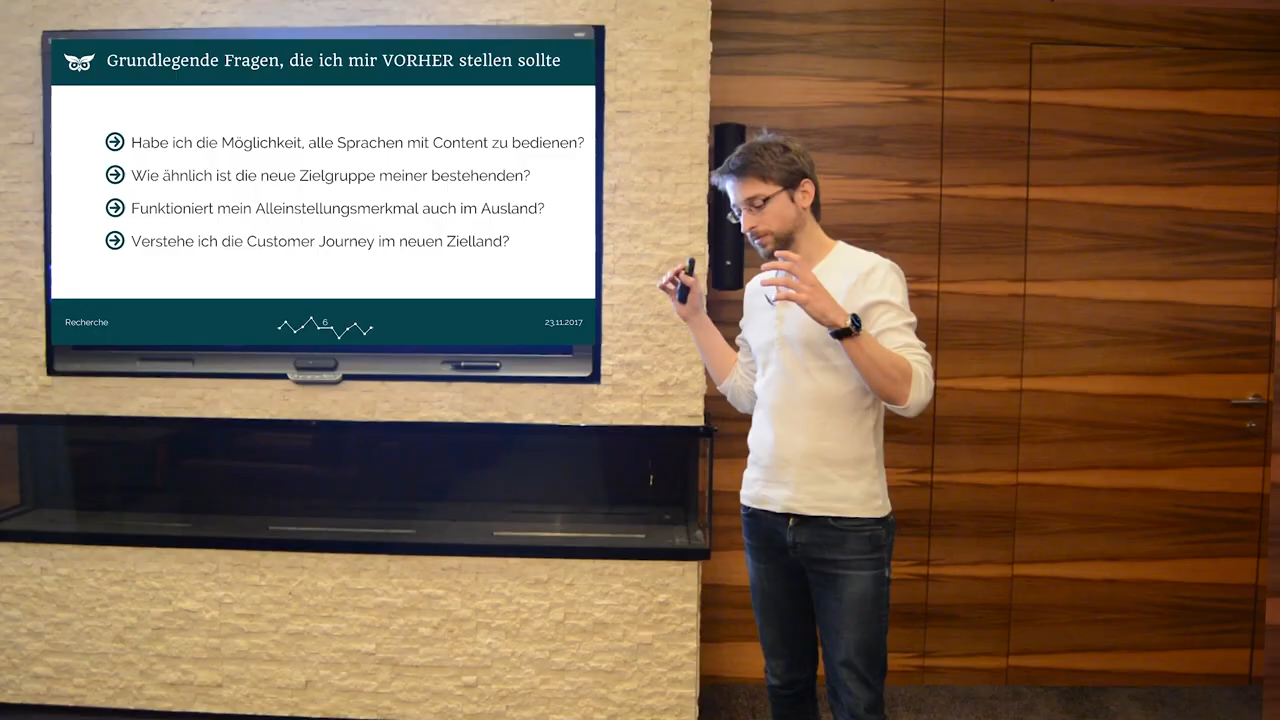 Grundlegende Fragen, die ich mir VORHER stellen sollte
Habe ich die Möglichkeit, alle Sprachen mit Content zu bedienen?
Wie ähnlich ist die neue Zielgruppe meiner bestehenden?
Funktioniert mein Alleinstellungsmerkmal auch im Ausland?
Verstehe ich die Customer Journey im neuen Zielland?
Recherche
6
23.11.2017